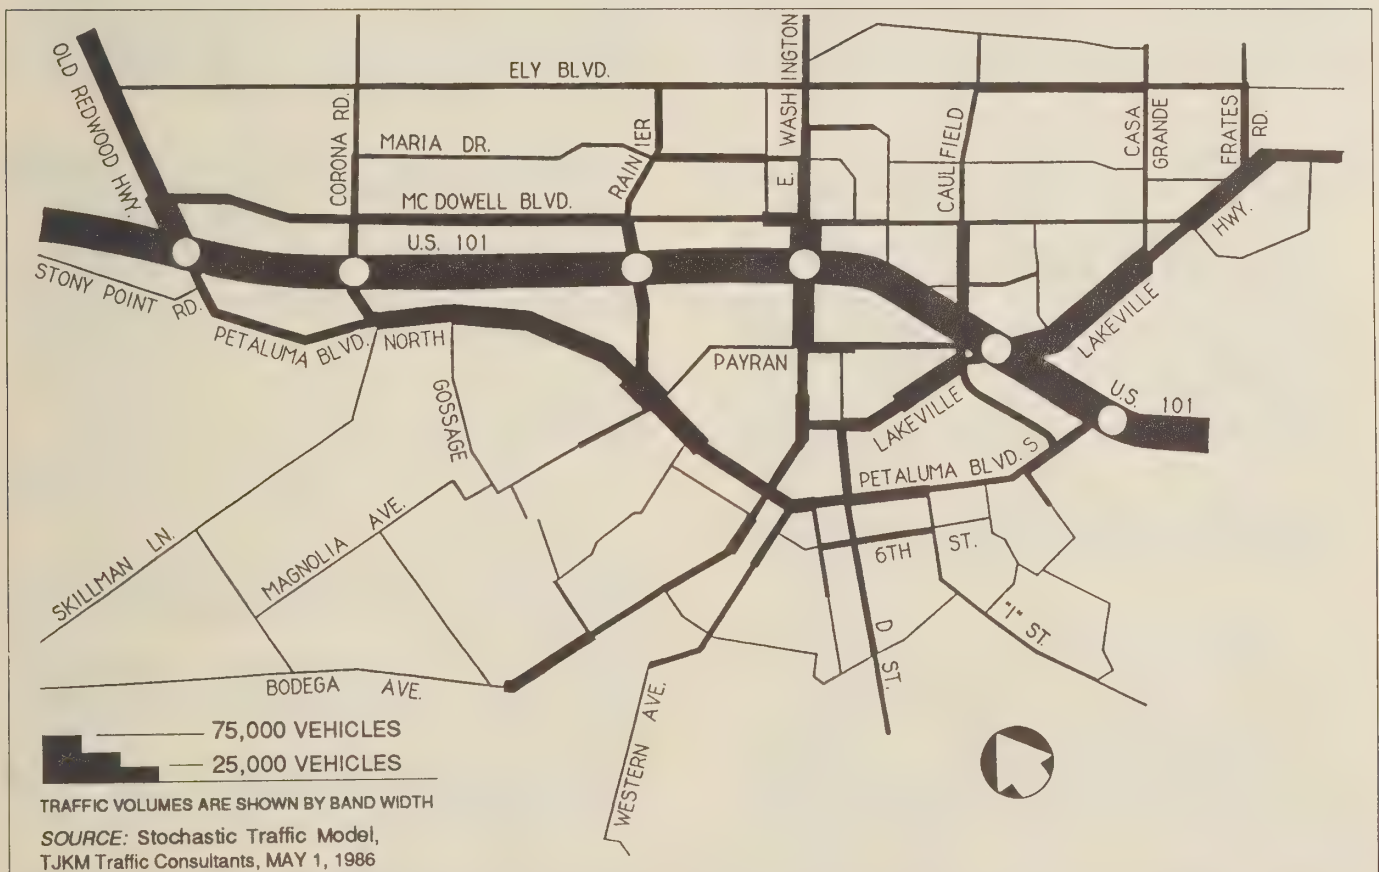 OLD REDWOOD HWY.
CORONA RD.
ELY BLVD.
MARIA DR.
RAINIER
E. WASHINGTON
CAULFIELD
CASA GRANDE
FRATES RD.
MC DOWELL BLVD.
U.S. 101
HWY.
STONY POINT RD.
PETALUMA BLVD. NORTH
PAYRAN
LAKEVILLE
GOSSAGE
LAKEVILLE
U.S. 101
PETALUMA BLVD. S
SKILLMAN LN.
MAGNOLIA AVE.
6TH ST.
"I" ST.
D ST.
BODEGA AVE.
WESTERN AVE.
75,000 VEHICLES
25,000 VEHICLES
TRAFFIC VOLUMES ARE SHOWN BY BAND WIDTH
SOURCE: Stochastic Traffic Model,
TJKM Traffic Consultants, MAY 1, 1986